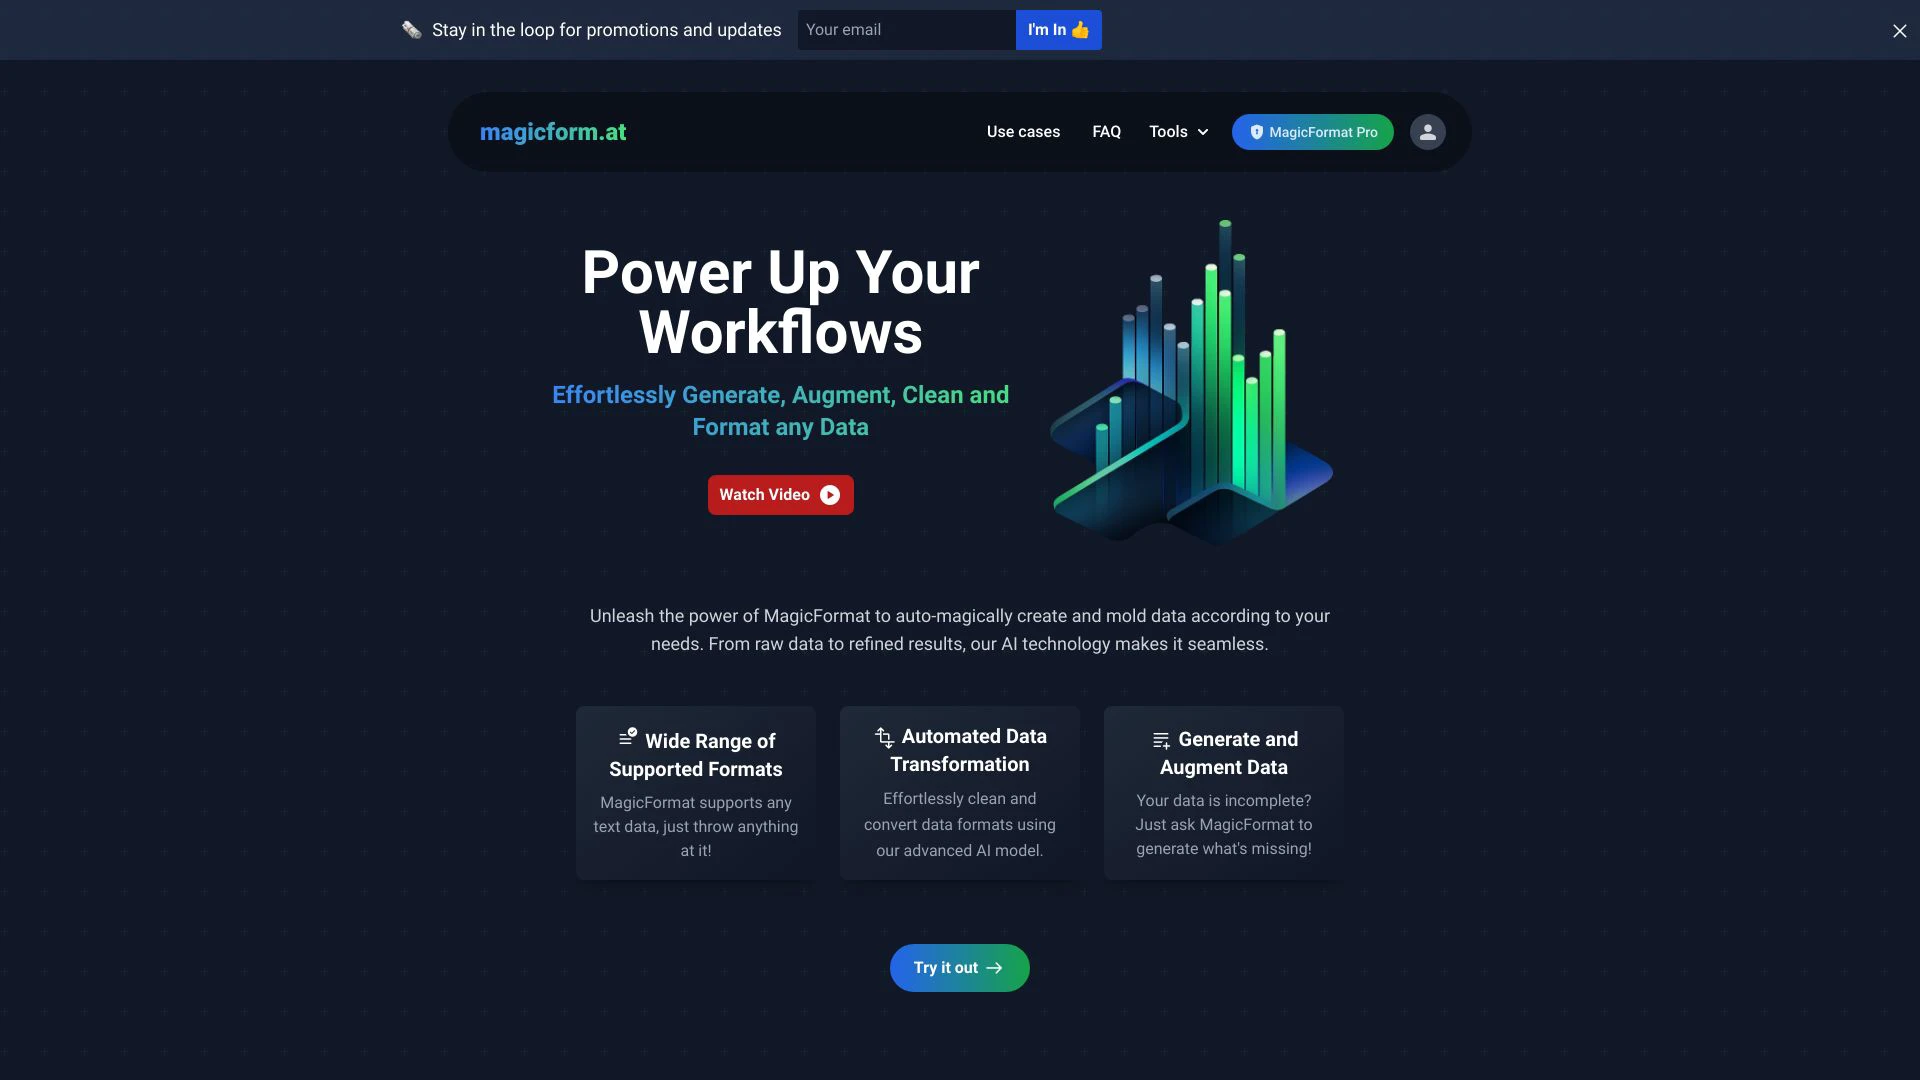 Stay in the loop for promotions and updates
Your email
I'm In 👍
magicform.at
Use cases
FAQ
Tools
MagicFormat Pro
Power Up Your
Workflows
Effortlessly Generate, Augment, Clean and
Format any Data
Watch Video
Unleash the power of MagicFormat to auto-magically create and mold data according to your
needs. From raw data to refined results, our AI technology makes it seamless.
Wide Range of
Supported Formats
MagicFormat supports any
text data, just throw anything
at it!
Automated Data
Transformation
Effortlessly clean and
convert data formats using
our advanced AI model.
Generate and
Augment Data
Your data is incomplete?
Just ask MagicFormat to
generate what's missing!
Try it out